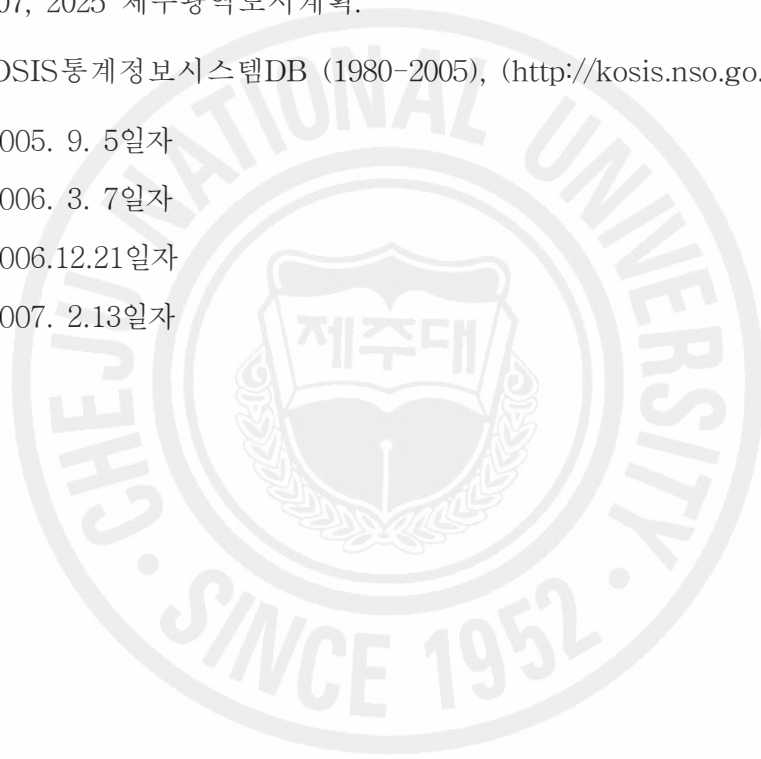 07, 2025 제주광역도시계획.
OSIS통계정보시스템DB (1980-2005), (http://kosis.nso.go.
005. 9. 5일자
006. 3. 7일자
006.12.21일자
007. 2.13일자
CHEJU NATIONAL UNIVERSITY
제주대
SINCE 1952